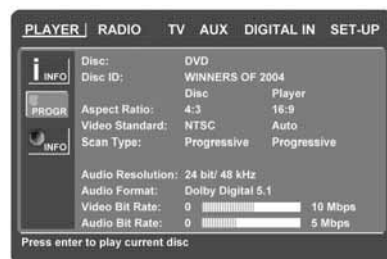 PLAYER RADIO TV AUX DIGITAL IN SET-UP
i INFO
Disc: DVD
Disc ID: WINNERS OF 2004
Disc Player
PROGR
Aspect Ratio: 4:3 16:9
Video Standard: NTSC Auto
INFO
Scan Type: Progressive Progressive
Audio Resolution: 24 bit/ 48 kHz
Audio Format: Dolby Digital 5.1
Video Bit Rate: 0 10 Mbps
Audio Bit Rate: 0 5 Mbps
Press enter to play current disc